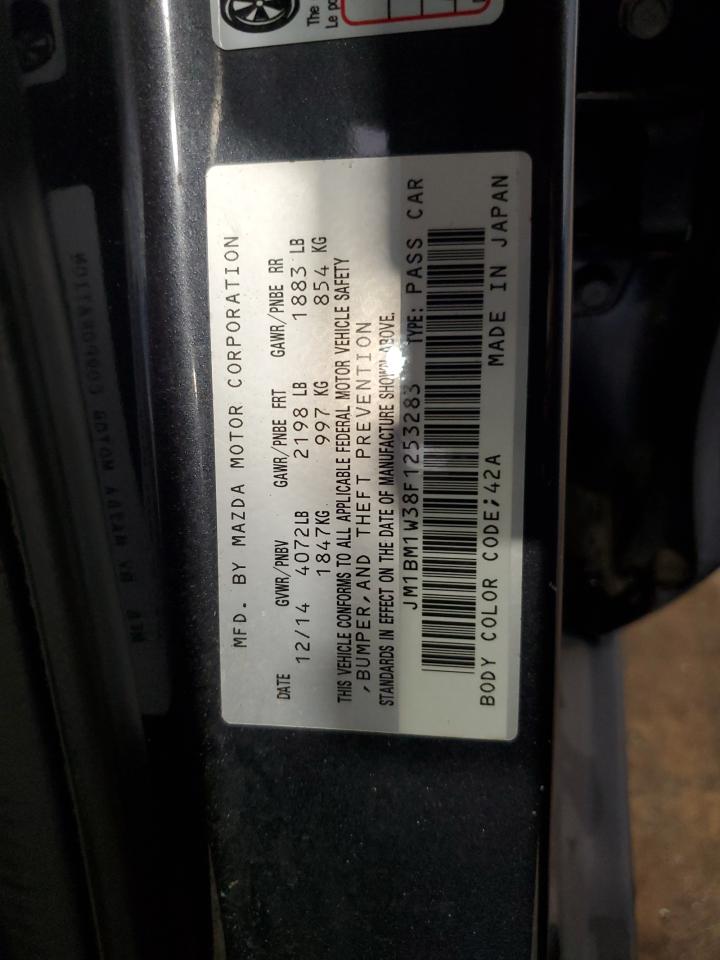 The
Le po
MFD. BY MAZDA MOTOR CORPORATION
DATE GVWR/PNBV GAWR/PNBE FRT GAWR/PNBE RR
12/14 4072LB 2198 LB 1883 LB
1847KG 997 KG 854 KG
THIS VEHICLE CONFORMS TO ALL APPLICABLE FEDERAL MOTOR VEHICLE SAFETY
,BUMPER,AND THEFT PREVENTION
STANDARDS IN EFFECT ON THE DATE OF MANUFACTURE SHOWN ABOVE.
JM1BM1W38F1253283 TYPE: PASS CAR
BODY COLOR CODE;42A MADE IN JAPAN